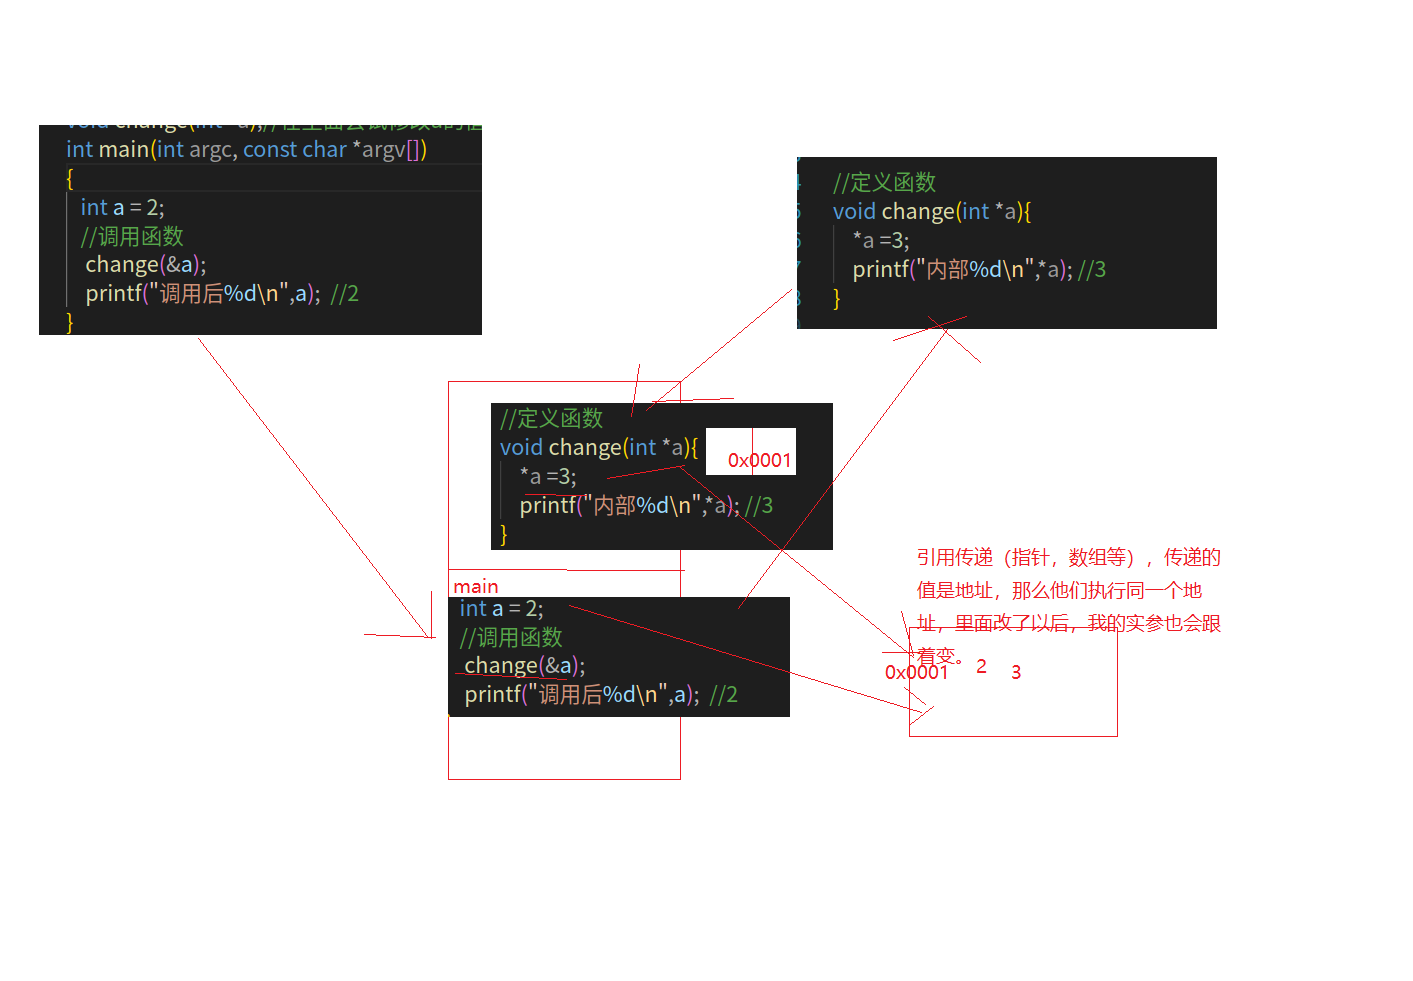 int main(int argc, const char *argv[])
{
int a = 2;
//调用函数
change(&a);
printf("调用后%d\n",a); //2
}
//定义函数
void change(int *a){
*a =3;
printf("内部%d\n",*a); //3
}
//定义函数
void change(int *a){
0x0001
*a =3;
printf("内部%d\n",*a); //3
}
main
int a = 2;
//调用函数
change(&a);
printf("调用后%d\n",a); //2
引用传递（指针，数组等），传递的
值是地址，那么他们执行同一个地
址，里面改了以后，我的实参也会跟
着变。
0x0001 2 3